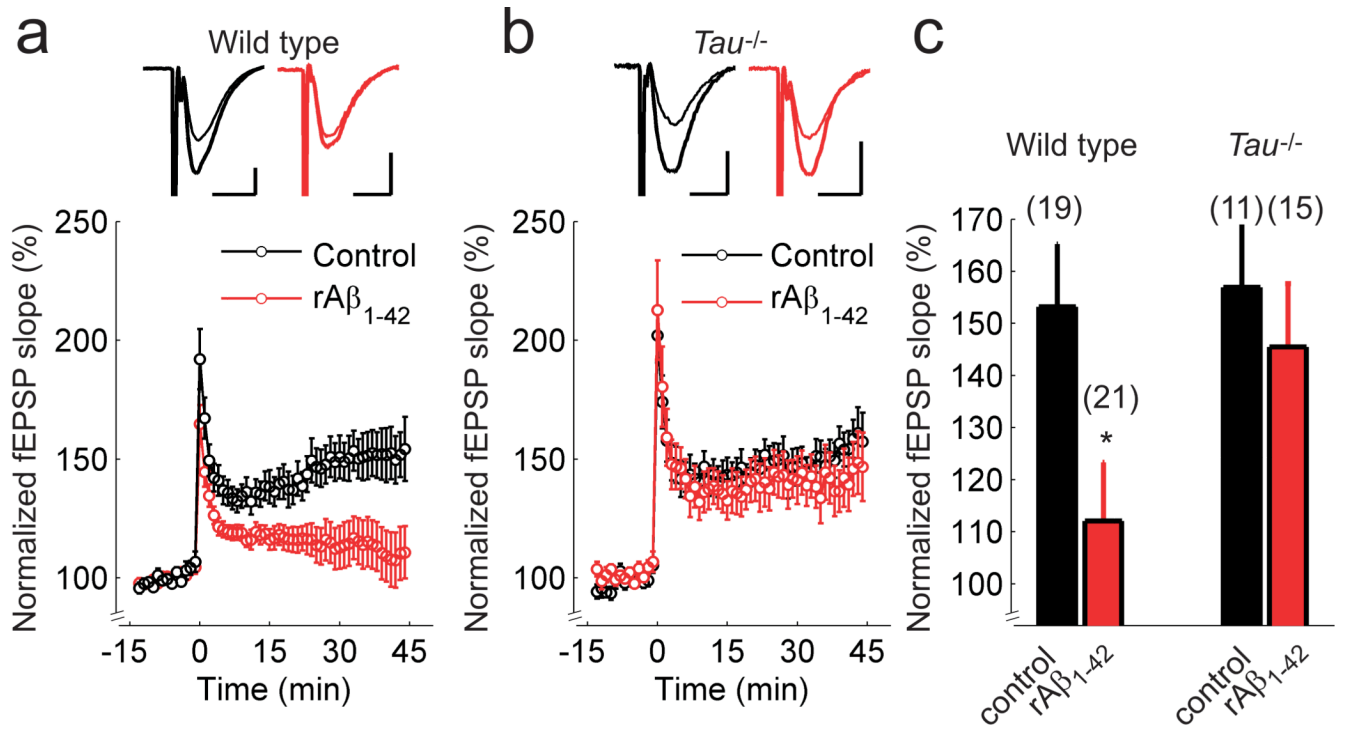 a
Wild type
Normalized fEPSP slope (%)
250
200
150
100
Control
rAβ1-42
-15 0 15 30 45
Time (min)
b
Tau-/-
Normalized fEPSP slope (%)
250
200
150
100
Control
rAβ1-42
-15 0 15 30 45
Time (min)
c
Wild type
Tau-/-
Normalized fEPSP slope (%)
170
160
150
140
130
120
110
100
(19)
(21)
*
(11) (15)
control
rAβ1-42
control
rAβ1-42